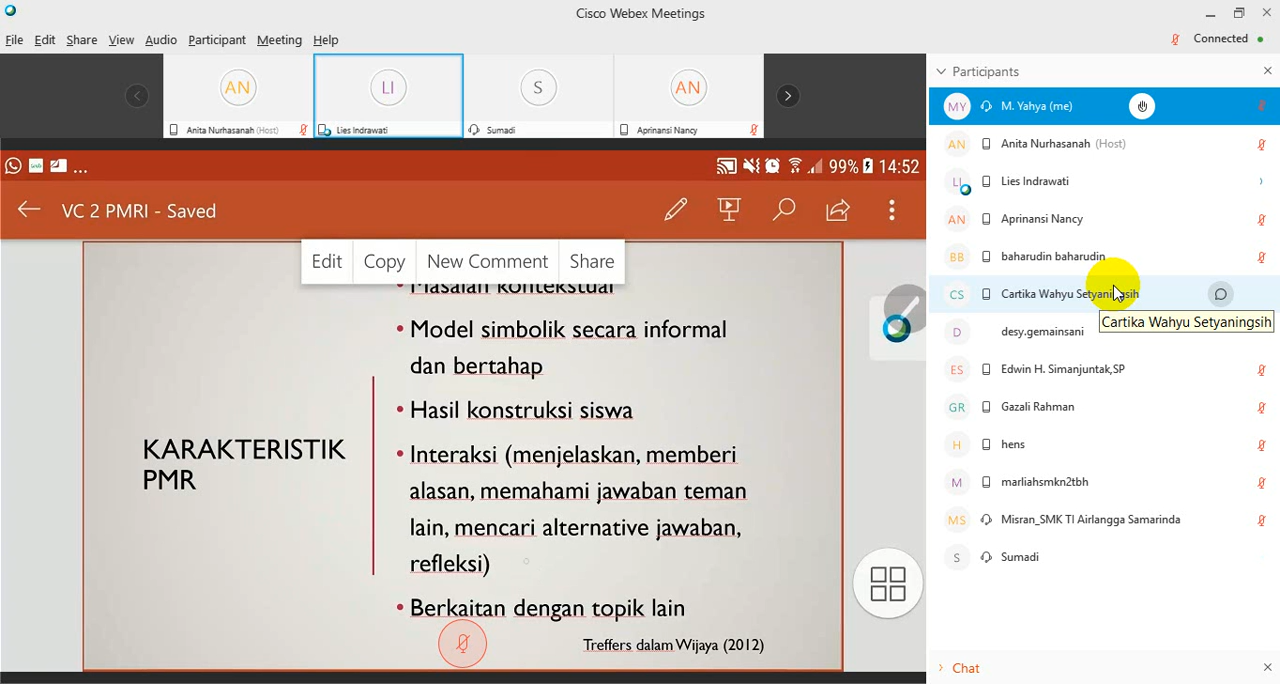 Cisco Webex Meetings
File Edit Share View Audio Participant Meeting Help
Connected
AN
LI
S
AN
Anita Nurhasanah (Host)
Lies Indrawati
Sumadi
Aprinansi Nancy
... 99% 14:52
VC 2 PMRI - Saved
Edit Copy New Comment Share
• Masalah kontekstual
• Model simbolik secara informal
dan bertahap
• Hasil konstruksi siswa
KARAKTERISTIK
PMR
• Interaksi (menjelaskan, memberi
alasan, memahami jawaban teman
lain, mencari alternative jawaban,
refleksi)
• Berkaitan dengan topik lain
Treffers dalam Wijaya (2012)
Participants
MY M. Yahya (me)
AN Anita Nurhasanah (Host)
LI Lies Indrawati
AN Aprinansi Nancy
BB baharudin baharudin
CS Cartika Wahyu Setyaningsih
Cartika Wahyu Setyaningsih
D desy.gemainsani
ES Edwin H. Simanjuntak,SP
GR Gazali Rahman
H hens
M marliahsmkn2tbh
MS Misran_SMK TI Airlangga Samarinda
S Sumadi
Chat